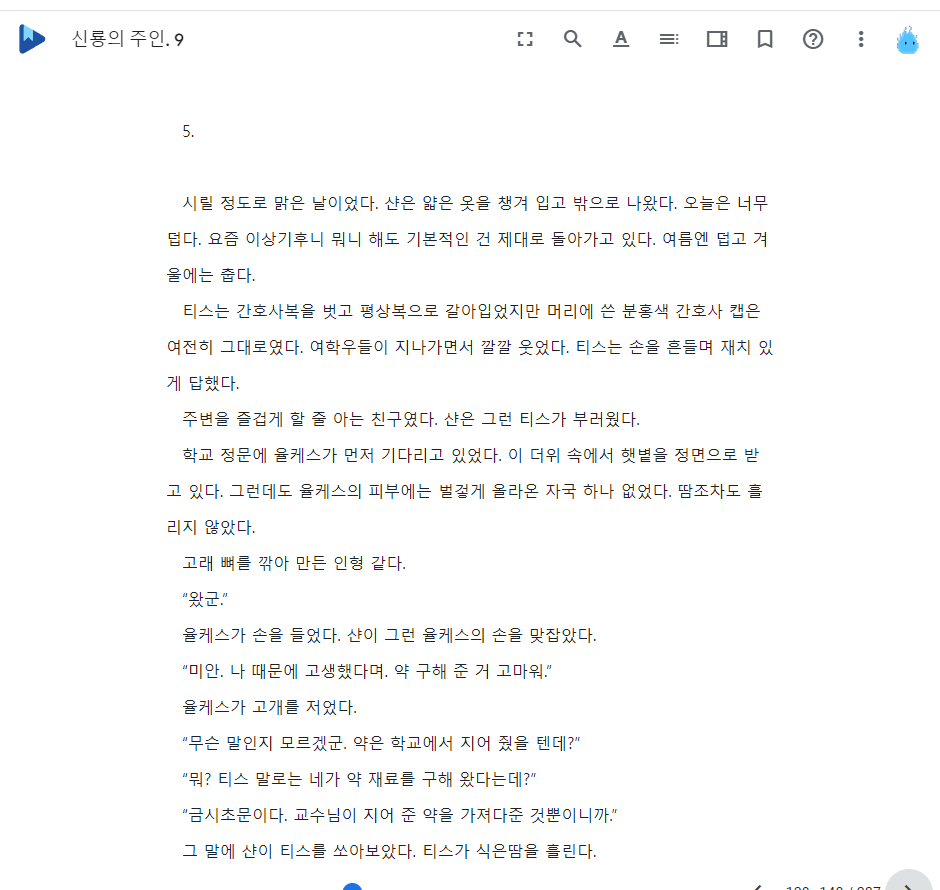 신룡의 주인. 9
5.
시릴 정도로 맑은 날이었다. 샨은 얇은 옷을 챙겨 입고 밖으로 나왔다. 오늘은 너무
덥다. 요즘 이상기후니 뭐니 해도 기본적인 건 제대로 돌아가고 있다. 여름엔 덥고 겨
울에는 춥다.
티스는 간호사복을 벗고 평상복으로 갈아입었지만 머리에 쓴 분홍색 간호사 캡은
여전히 그대로였다. 여학우들이 지나가면서 깔깔 웃었다. 티스는 손을 흔들며 재치 있
게 답했다.
주변을 즐겁게 할 줄 아는 친구였다. 샨은 그런 티스가 부러웠다.
학교 정문에 율케스가 먼저 기다리고 있었다. 이 더위 속에서 햇볕을 정면으로 받
고 있다. 그런데도 율케스의 피부에는 벌겋게 올라온 자국 하나 없었다. 땀조차도 흘
리지 않았다.
고래 뼈를 깎아 만든 인형 같다.
“왔군.”
율케스가 손을 들었다. 샨이 그런 율케스의 손을 맞잡았다.
“미안. 나 때문에 고생했다며. 약 구해 준 거 고마워.”
율케스가 고개를 저었다.
“무슨 말인지 모르겠군. 약은 학교에서 지어 줬을 텐데?”
“뭐? 티스 말로는 네가 약 재료를 구해 왔다는데?”
“금시초문이다. 교수님이 지어 준 약을 가져다준 것뿐이니까.”
그 말에 샨이 티스를 쏘아보았다. 티스가 식은땀을 흘린다.